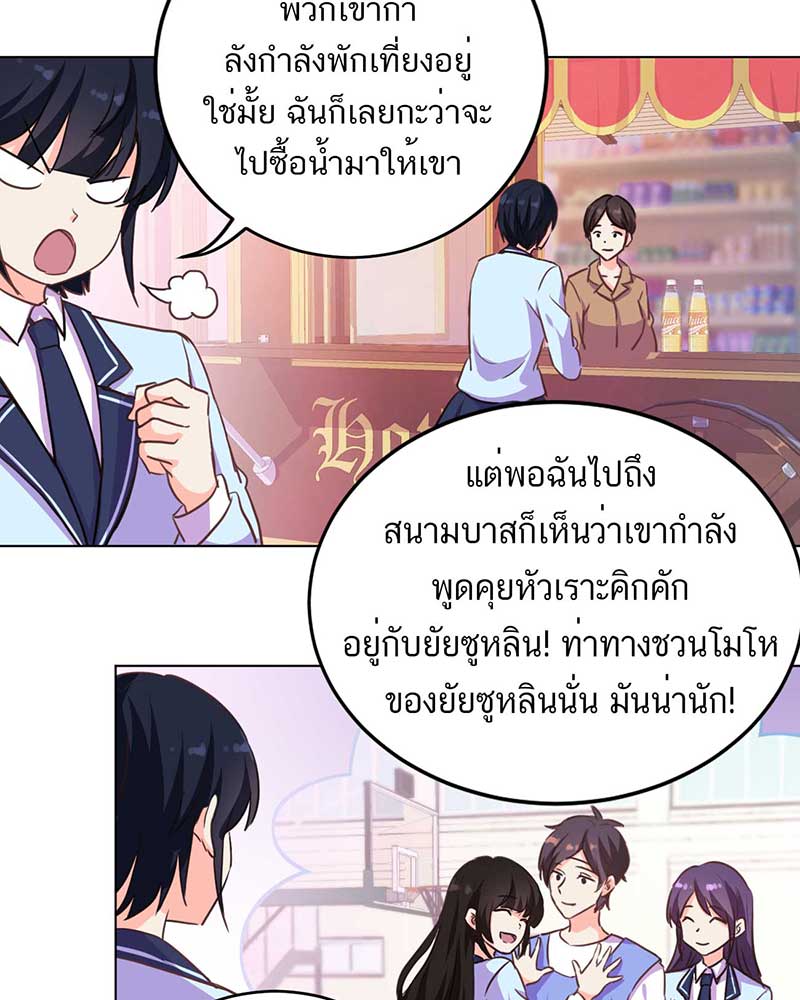 พวกเขากำ
ลังกำลังพักเที่ยงอยู่
ใช่มั้ย ฉันก็เลยกะว่าจะ
ไปซื้อน้ำมาให้เขา
แต่พอฉันไปถึง
สนามบาสก็เห็นว่าเขากำลัง
พูดคุยหัวเราะคิกคัก
อยู่กับยัยซูหลิน! ท่าทางชวนโมโห
ของยัยซูหลินนั่น มันน่านัก!